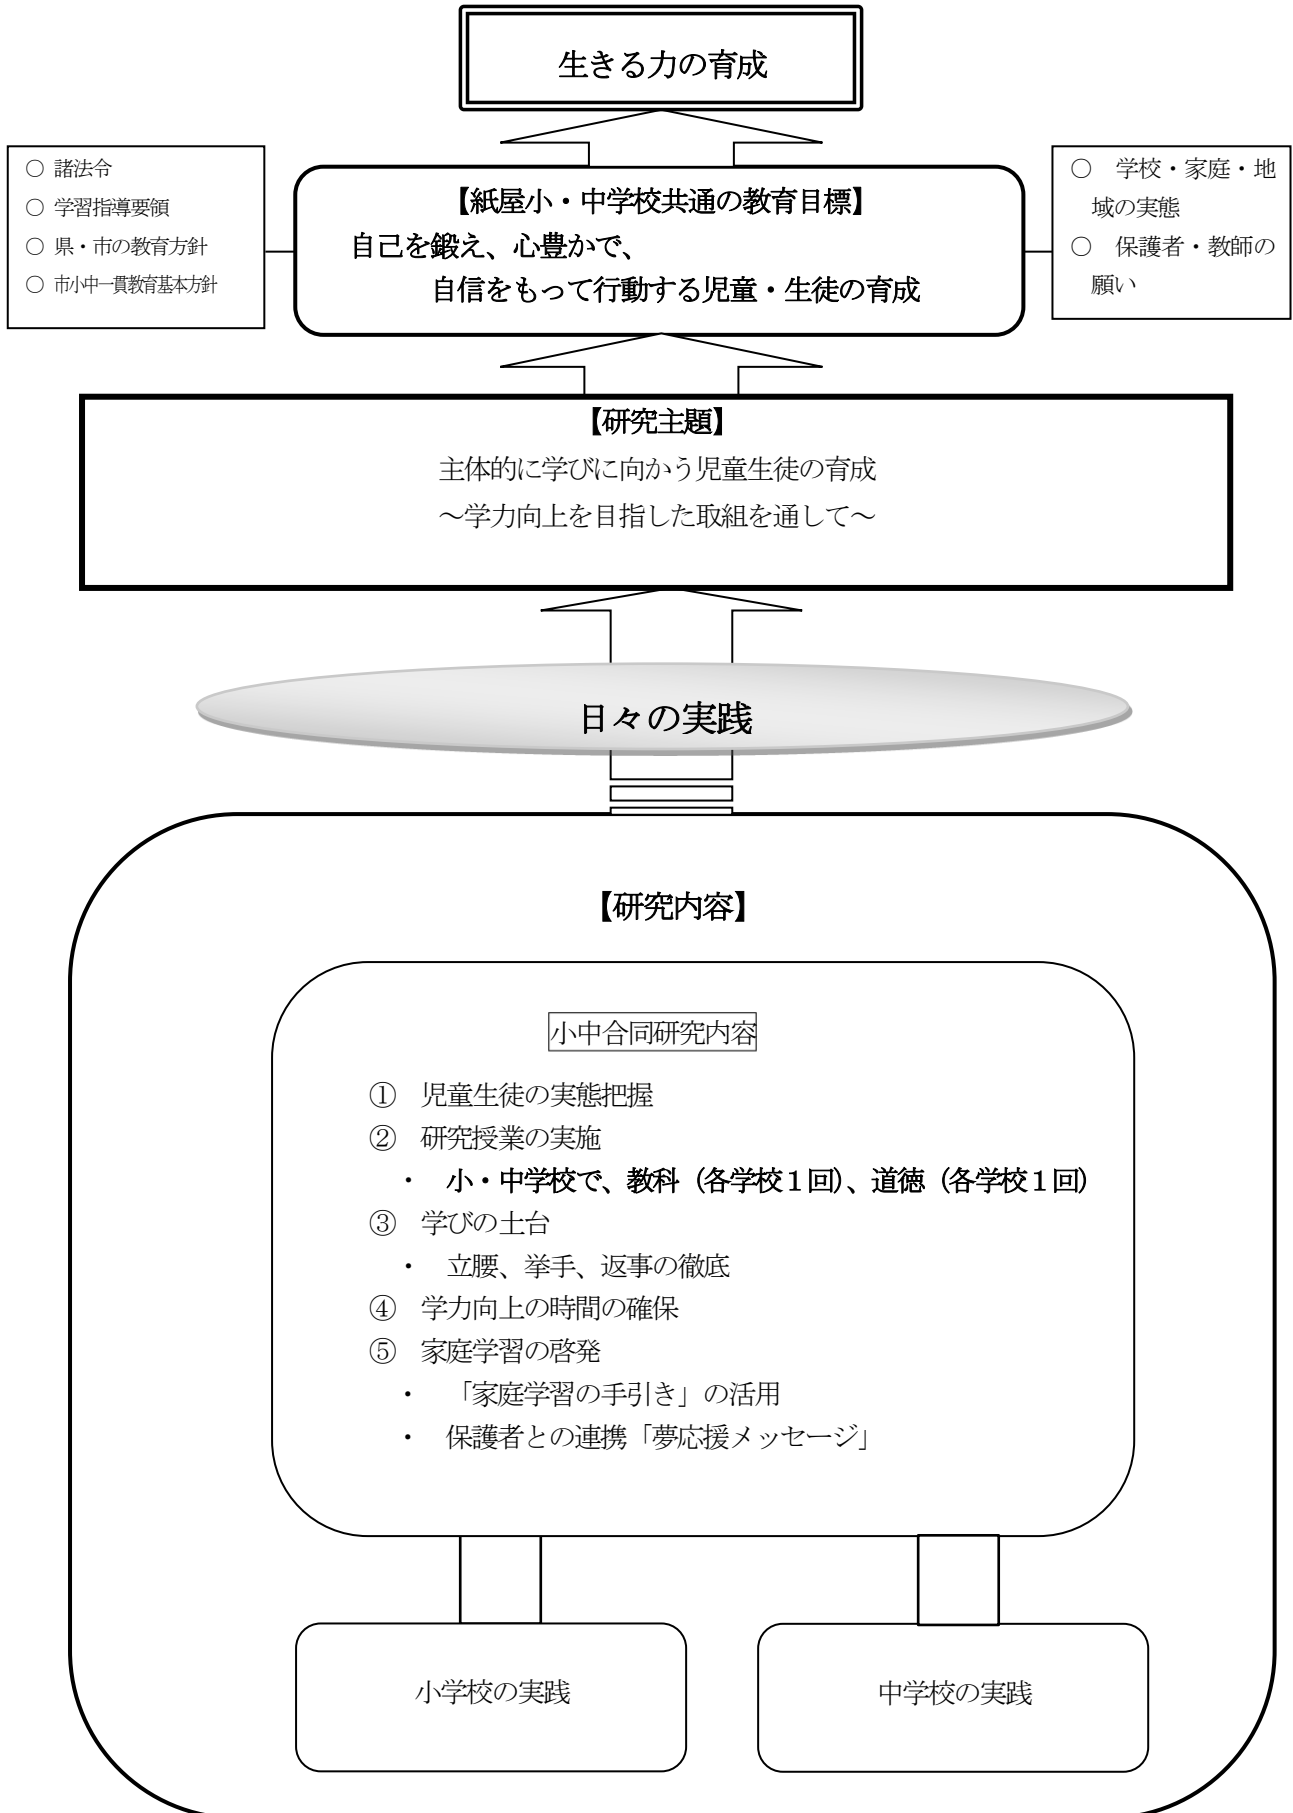 生きる力の育成
○ 諸法令
○ 学習指導要領
○ 県・市の教育方針
○ 市小中一貫教育基本方針
【紙屋小・中学校共通の教育目標】
自己を鍛え、心豊かで、
自信をもって行動する児童・生徒の育成
○ 学校・家庭・地
域の実態
○ 保護者・教師の
願い
【研究主題】
主体的に学びに向かう児童生徒の育成
～学力向上を目指した取組を通して～
日々の実践
【研究内容】
小中合同研究内容
① 児童生徒の実態把握
② 研究授業の実施
・ 小・中学校で、教科（各学校１回）、道徳（各学校１回）
③ 学びの土台
・ 立腰、挙手、返事の徹底
④ 学力向上の時間の確保
⑤ 家庭学習の啓発
・ 「家庭学習の手引き」の活用
・ 保護者との連携「夢応援メッセージ」
小学校の実践
中学校の実践